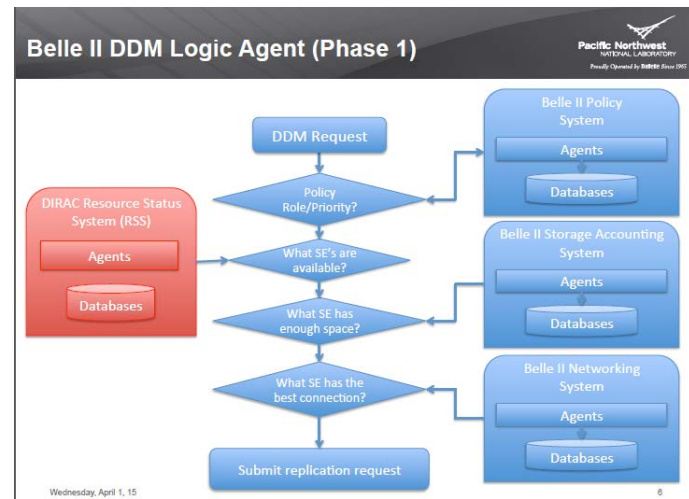 Belle II DDM Logic Agent (Phase 1)
Pacific Northwest
NATIONAL LABORATORY
Proudly Operated by Battelle Since 1965
DDM Request
Policy
Role/Priority?
What SE's are
available?
What SE has
enough space?
What SE has the
best connection?
Submit replication request
DIRAC Resource Status
System (RSS)
Agents
Databases
Belle II Policy
System
Agents
Databases
Belle II Storage Accounting
System
Agents
Databases
Belle II Networking
System
Agents
Databases
Wednesday, April 1, 15
6